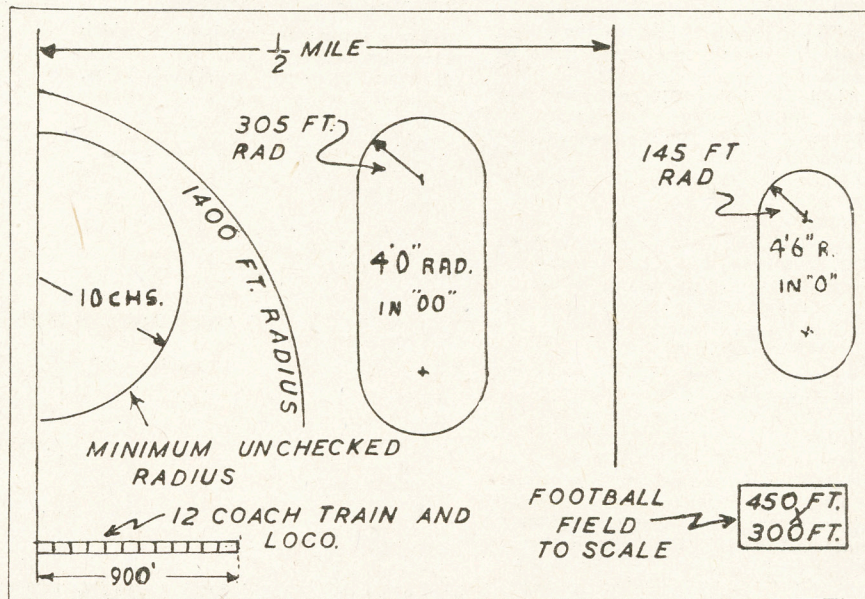 1/2 MILE
305 FT.
RAD
145 FT
RAD
1400 FT. RADIUS
4'0" RAD.
IN "00"
4'6" R.
IN "0"
10 CHS.
MINIMUM UNCHECKED
RADIUS
12 COACH TRAIN AND
LOCO.
900'
FOOTBALL
FIELD
TO SCALE
450 FT.
X
300 FT.